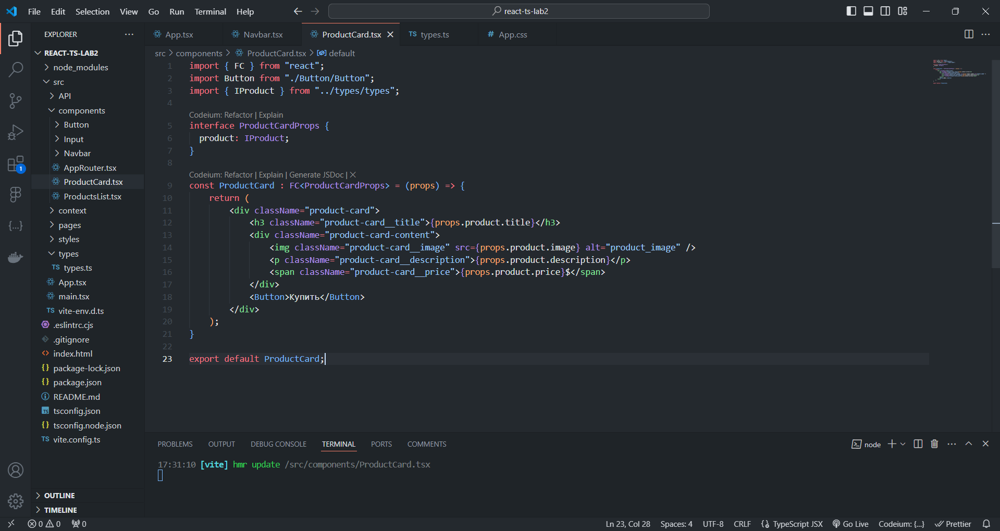 File Edit Selection View Go Run Terminal Help
react-ts-lab2
EXPLORER
REACT-TS-LAB2
node_modules
src
API
components
Button
Input
Navbar
AppRouter.tsx
ProductCard.tsx
ProductsList.tsx
context
pages
styles
types
TS types.ts
App.tsx
main.tsx
TS vite-env.d.ts
.eslintrc.cjs
.gitignore
index.html
{} package-lock.json
{} package.json
README.md
TS tsconfig.json
{} tsconfig.node.json
TS vite.config.ts
OUTLINE
TIMELINE
1
App.tsx Navbar.tsx ProductCard.tsx TS types.ts # App.css
src > components > ProductCard.tsx > default
1 import { FC } from "react";
2 import Button from "./Button/Button";
3 import { IProduct } from "../types/types";
4
Codeium: Refactor | Explain
5 interface ProductCardProps {
6 product: IProduct;
7 }
8
Codeium: Refactor | Explain | Generate JSDoc | ×
9 const ProductCard : FC<ProductCardProps> = (props) => {
10 return (
11 <div className="product-card">
12 <h3 className="product-card__title">{props.product.title}</h3>
13 <div className="product-card-content">
14 <img className="product-card__image" src={props.product.image} alt="product_image" />
15 <p className="product-card__description">{props.product.description}</p>
16 <span className="product-card__price">{props.product.price}$</span>
17 </div>
18 <Button>Купить</Button>
19 </div>
20 );
21 }
22
23 export default ProductCard;
PROBLEMS OUTPUT DEBUG CONSOLE TERMINAL PORTS COMMENTS
node
17:31:10 [vite] hmr update /src/components/ProductCard.tsx
0 0 0
Ln 23, Col 28 Spaces: 4 UTF-8 CRLF TypeScript JSX Go Live Codeium: {...} Prettier